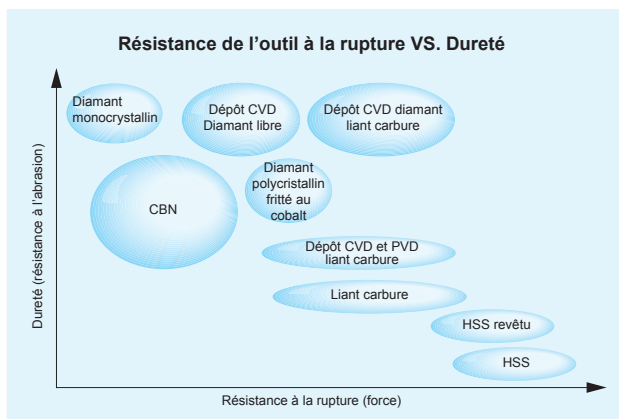 Résistance de l'outil à la rupture VS. Dureté
Diamant
monocrystallin
Dépôt CVD
Diamant libre
Dépôt CVD diamant
liant carbure
Diamant
polycristallin
fritté au
cobalt
CBN
Dépôt CVD et PVD
liant carbure
Liant carbure
HSS revêtu
HSS
Dureté (résistance à l'abrasion)
Résistance à la rupture (force)